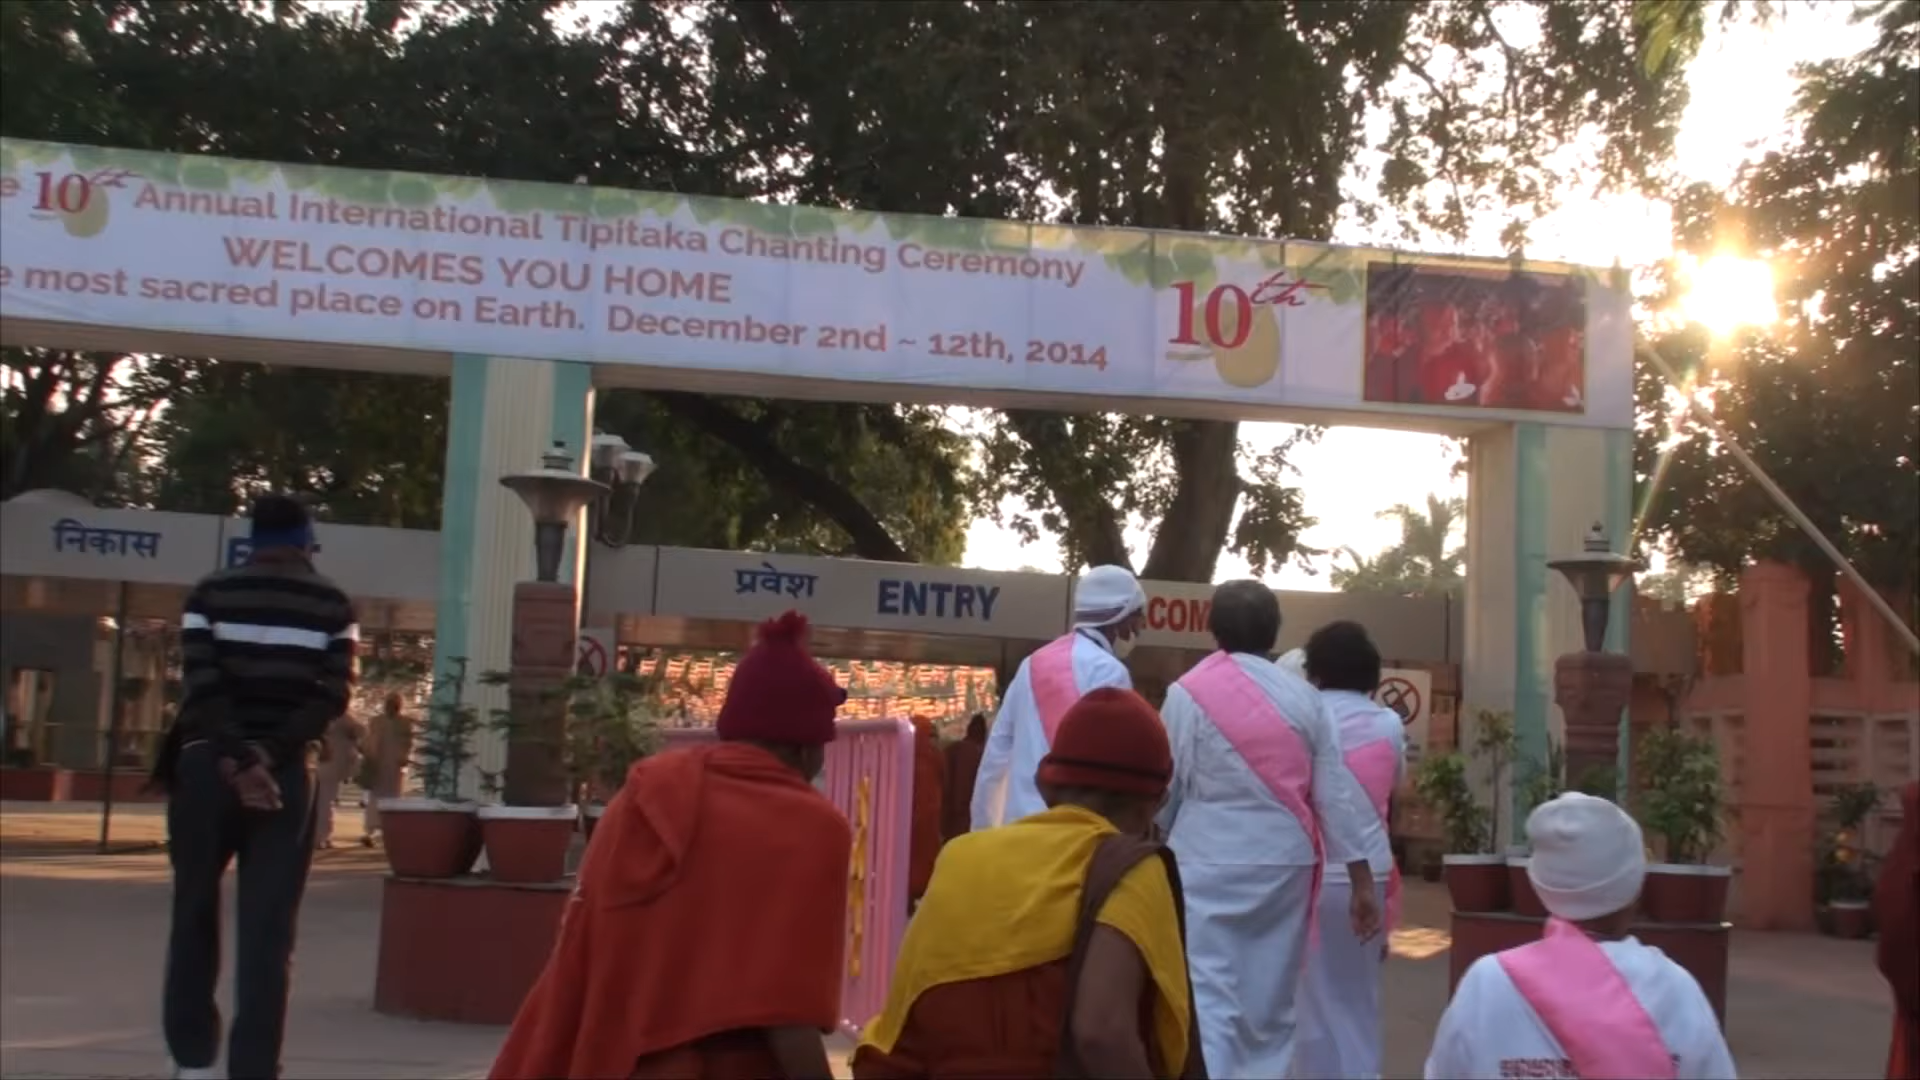 10th Annual International Tipitaka Chanting Ceremony
WELCOMES YOU HOME
most sacred place on Earth. December 2nd ~ 12th, 2014
10th
निकास
प्रवेश ENTRY